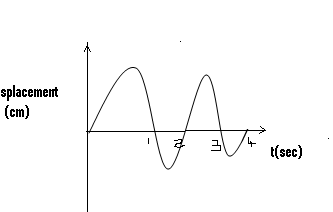 splacement
(cm)
1 2 3 4
t(sec)